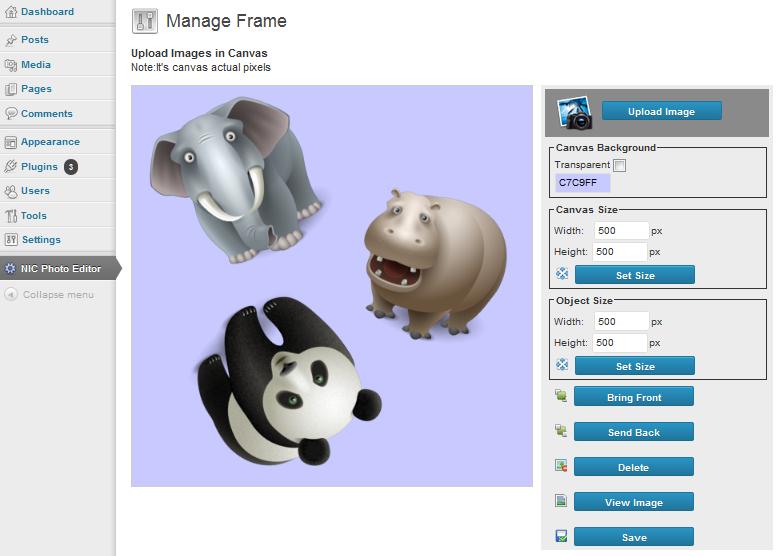 Dashboard
Posts
Media
Pages
Comments
Appearance
Plugins 3
Users
Tools
Settings
NIC Photo Editor
Collapse menu
Manage Frame
Upload Images in Canvas
Note:It's canvas actual pixels
Upload Image
Canvas Background
Transparent
C7C9FF
Canvas Size
Width: 500 px
Height: 500 px
Set Size
Object Size
Width: 500 px
Height: 500 px
Set Size
Bring Front
Send Back
Delete
View Image
Save